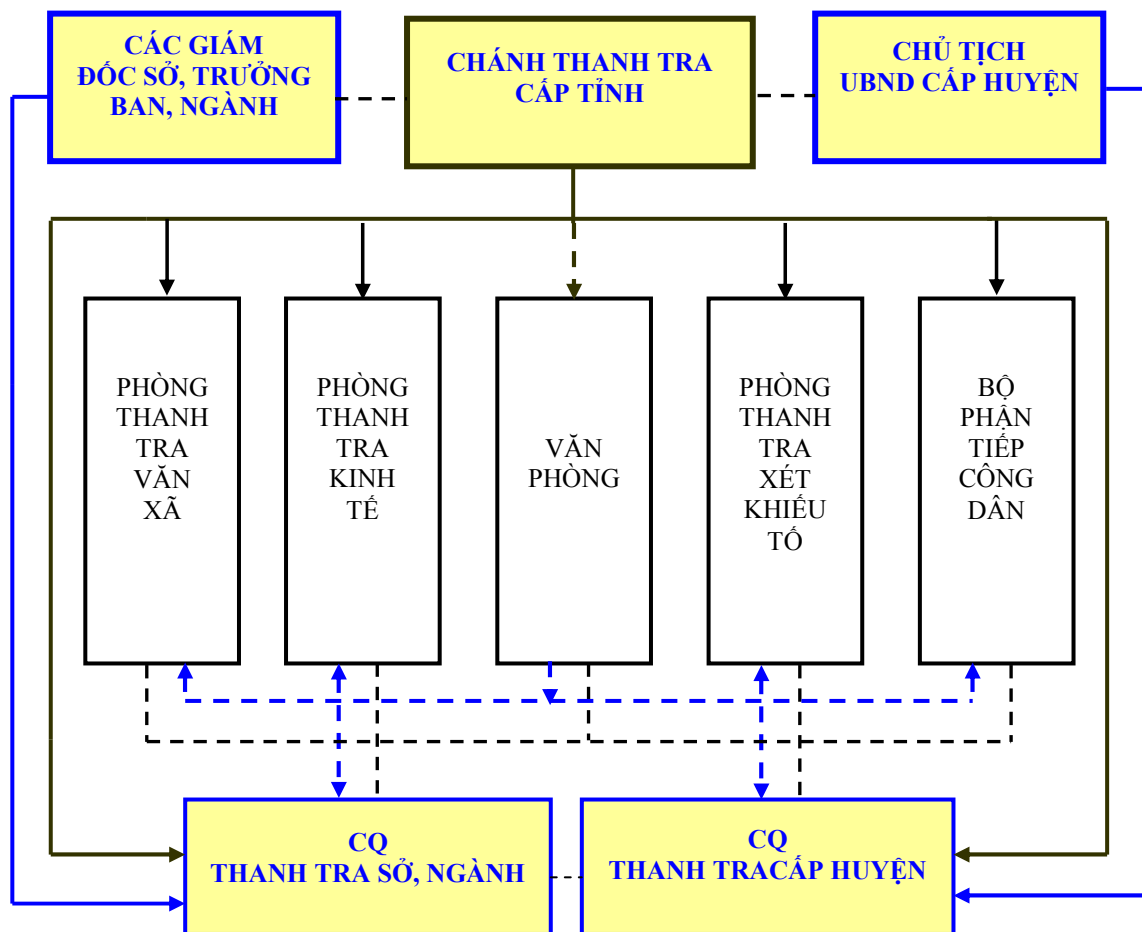 CÁC GIÁM
ĐỐC SỞ, TRƯỞNG
BAN, NGÀNH
CHÁNH THANH TRA
CẤP TỈNH
CHỦ TỊCH
UBND CẤP HUYỆN
PHÒNG
THANH
TRA
VĂN
XÃ
PHÒNG
THANH
TRA
KINH
TẾ
VĂN
PHÒNG
PHÒNG
THANH
TRA
XÉT
KHIẾU
TỐ
BỘ
PHẬN
TIẾP
CÔNG
DÂN
CQ
THANH TRA SỞ, NGÀNH
CQ
THANH TRACẤP HUYỆN